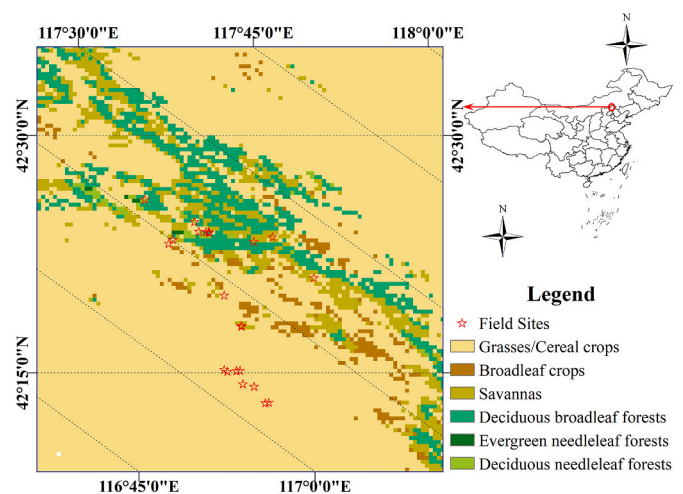 117°30'0"E 117°45'0"E 118°0'0"E
N
42°30'0"N 42°30'0"N
N
42°15'0"N 42°15'0"N
Legend
Field Sites
Grasses/Cereal crops
Broadleaf crops
Savannas
Deciduous broadleaf forests
Evergreen needleleaf forests
Deciduous needleleaf forests
116°45'0"E 117°0'0"E